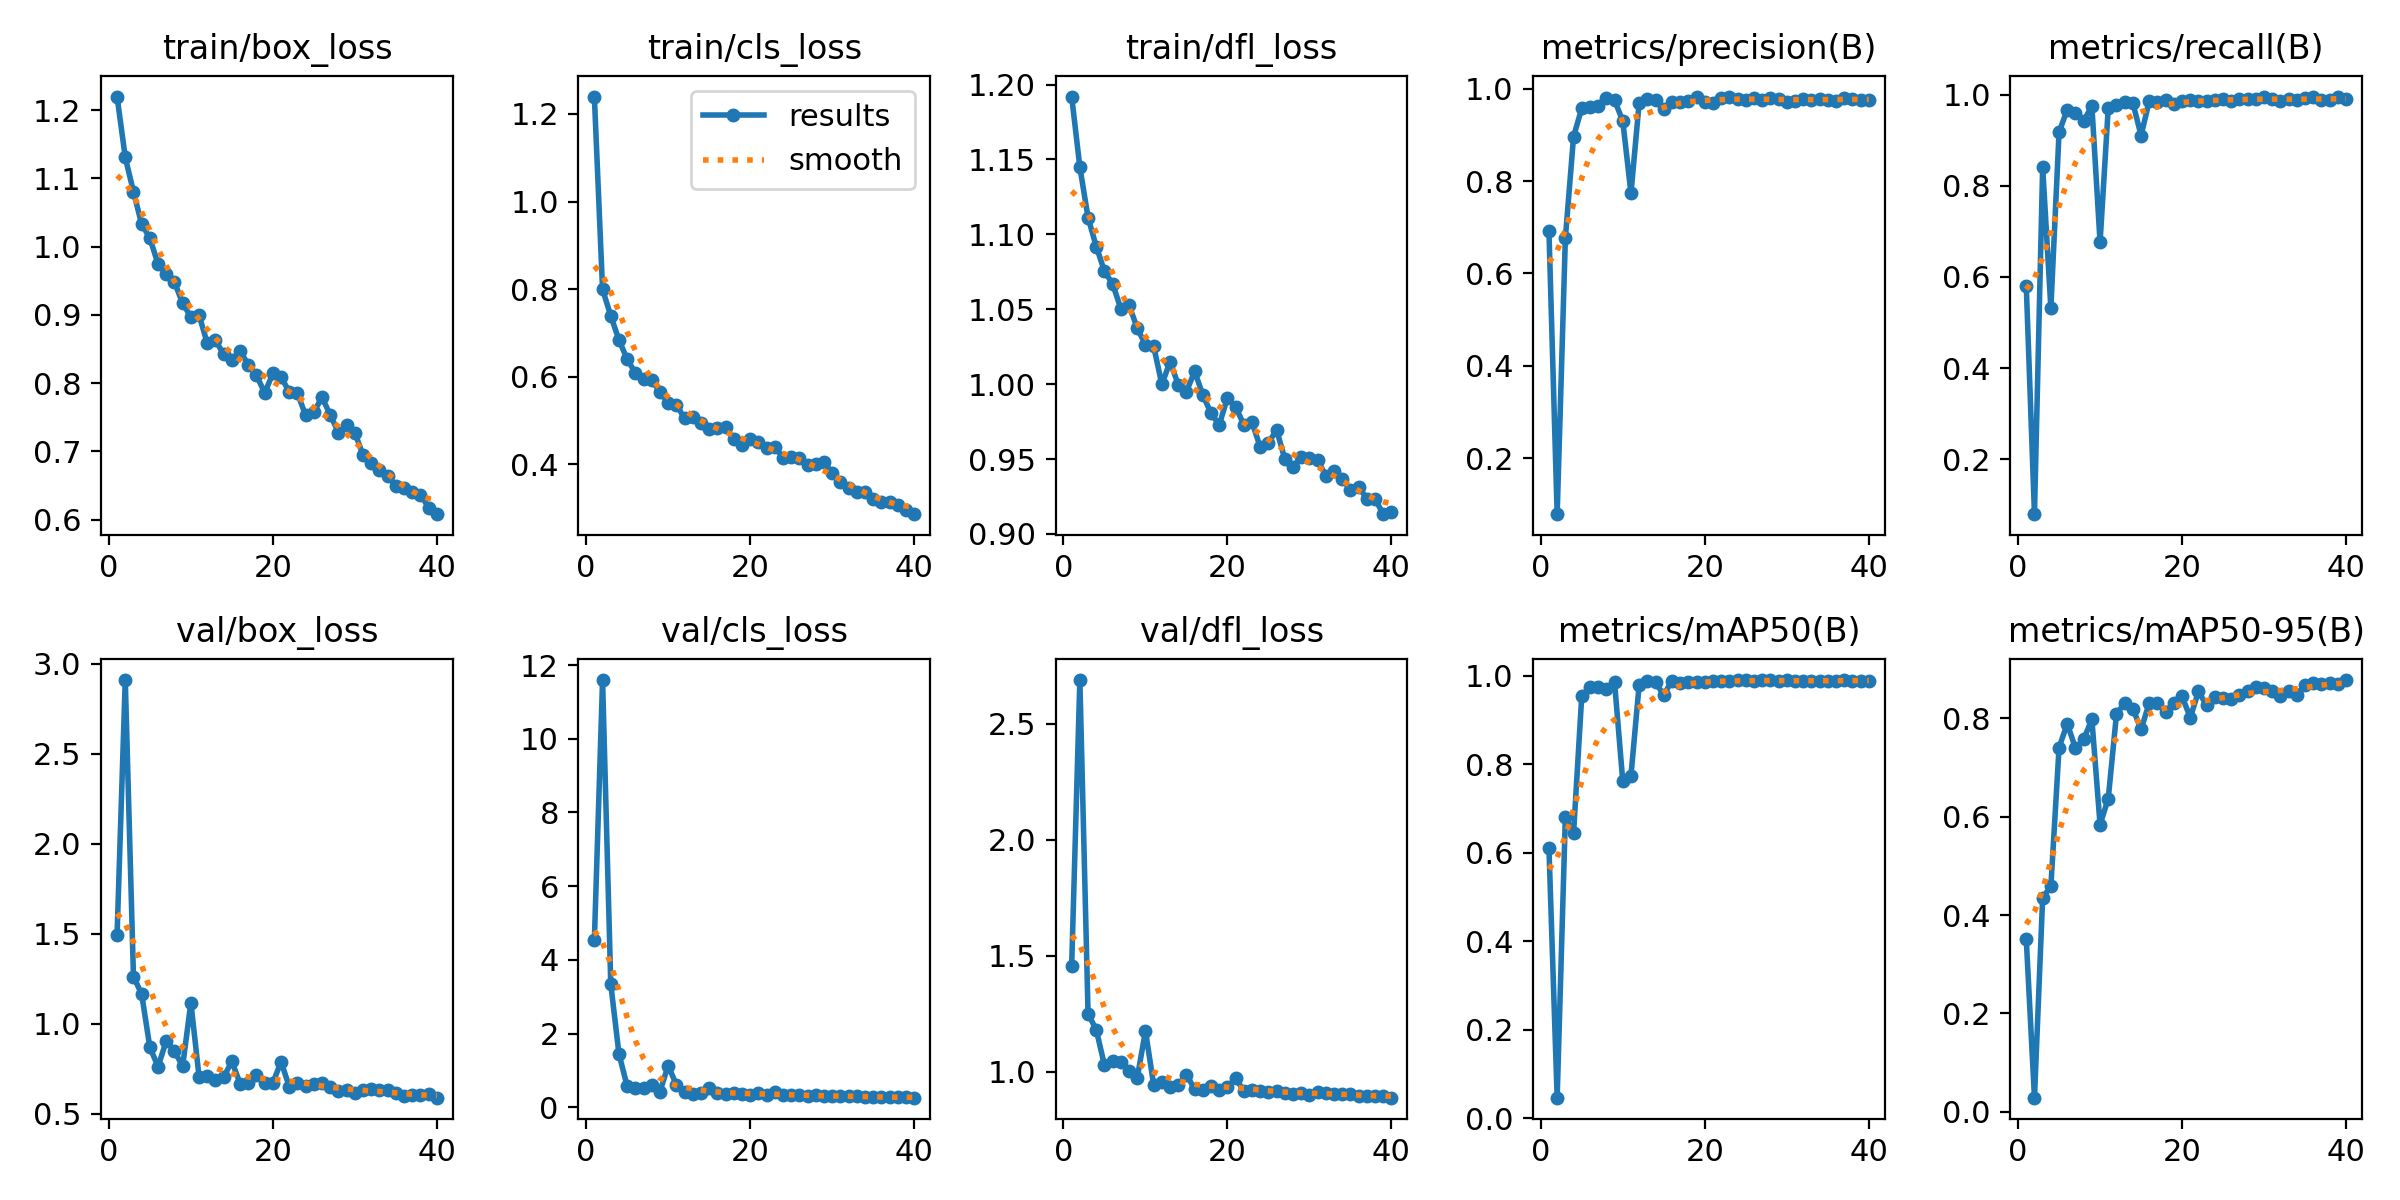 train/box_loss
1.2
1.1
1.0
0.9
0.8
0.7
0.6
0 20 40
train/cls_loss
results
smooth
1.2
1.0
0.8
0.6
0.4
0 20 40
train/dfl_loss
1.20
1.15
1.10
1.05
1.00
0.95
0.90
0 20 40
metrics/precision(B)
1.0
0.8
0.6
0.4
0.2
0 20 40
metrics/recall(B)
1.0
0.8
0.6
0.4
0.2
0 20 40
val/box_loss
3.0
2.5
2.0
1.5
1.0
0.5
0 20 40
val/cls_loss
12
10
8
6
4
2
0
0 20 40
val/dfl_loss
2.5
2.0
1.5
1.0
0 20 40
metrics/mAP50(B)
1.0
0.8
0.6
0.4
0.2
0.0
0 20 40
metrics/mAP50-95(B)
0.8
0.6
0.4
0.2
0.0
0 20 40